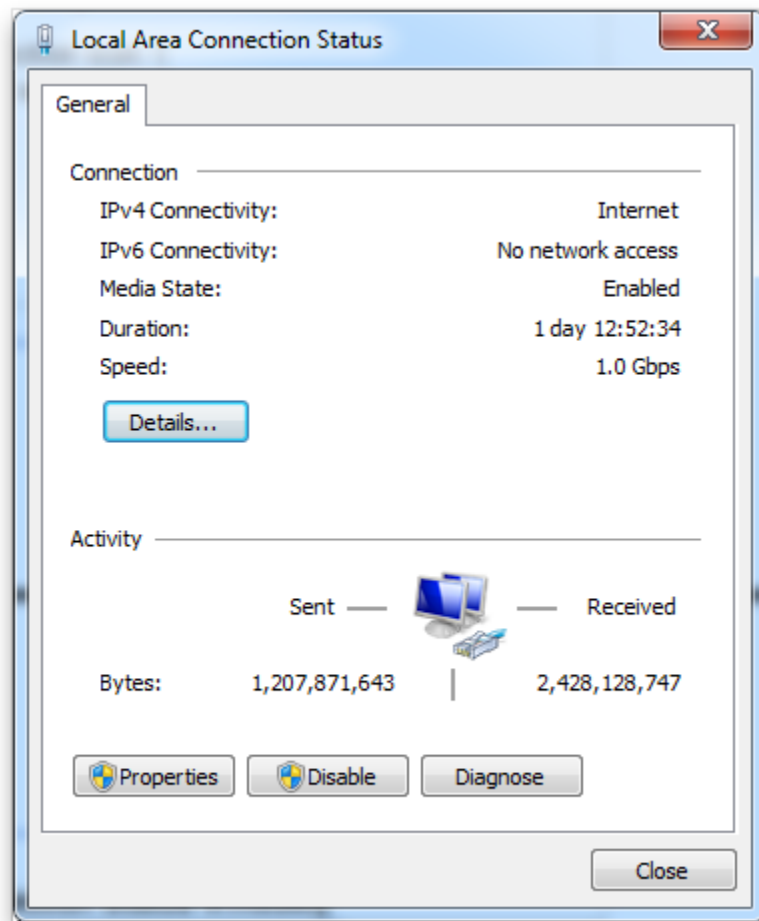 Local Area Connection Status
General
Connection
IPv4 Connectivity: Internet
IPv6 Connectivity: No network access
Media State: Enabled
Duration: 1 day 12:52:34
Speed: 1.0 Gbps
Details...
Activity
Sent Received
Bytes: 1,207,871,643 2,428,128,747
Properties Disable Diagnose
Close